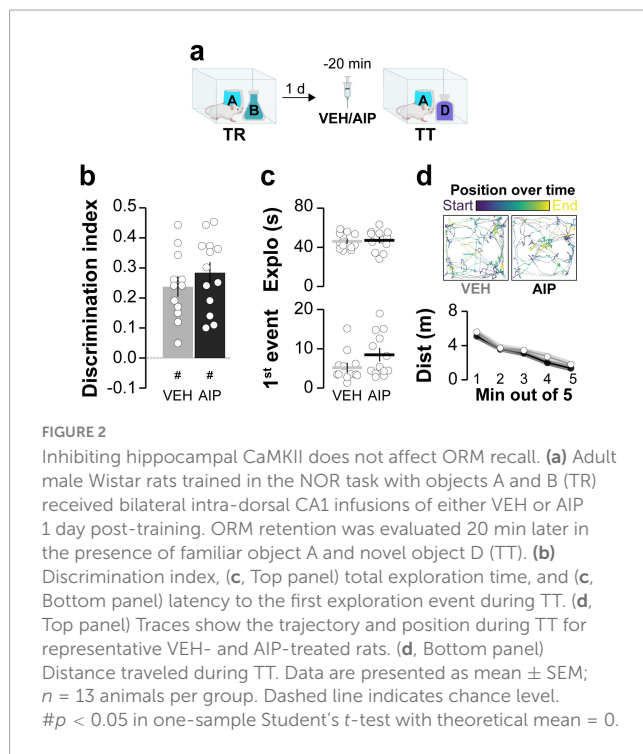 a
-20 min
1 d
A
B
VEH/AIP
A
D
TR
TT
b
Discrimination index
0.5
0.4
0.3
0.2
0.1
0.0
-0.1
#
#
VEH AIP
c
Explo (s)
80
60
40
20
0
1st event
20
10
0
VEH AIP
d
Position over time
Start
End
VEH
AIP
Dist (m)
8
4
0
1 2 3 4 5
Min out of 5
FIGURE 2
Inhibiting hippocampal CaMKII does not affect ORM recall. (a) Adult
male Wistar rats trained in the NOR task with objects A and B (TR)
received bilateral intra-dorsal CA1 infusions of either VEH or AIP
1 day post-training. ORM retention was evaluated 20 min later in
the presence of familiar object A and novel object D (TT). (b)
Discrimination index, (c, Top panel) total exploration time, and (c,
Bottom panel) latency to the first exploration event during TT. (d,
Top panel) Traces show the trajectory and position during TT for
representative VEH- and AIP-treated rats. (d, Bottom panel)
Distance traveled during TT. Data are presented as mean ± SEM;
n = 13 animals per group. Dashed line indicates chance level.
#p < 0.05 in one-sample Student's t-test with theoretical mean = 0.